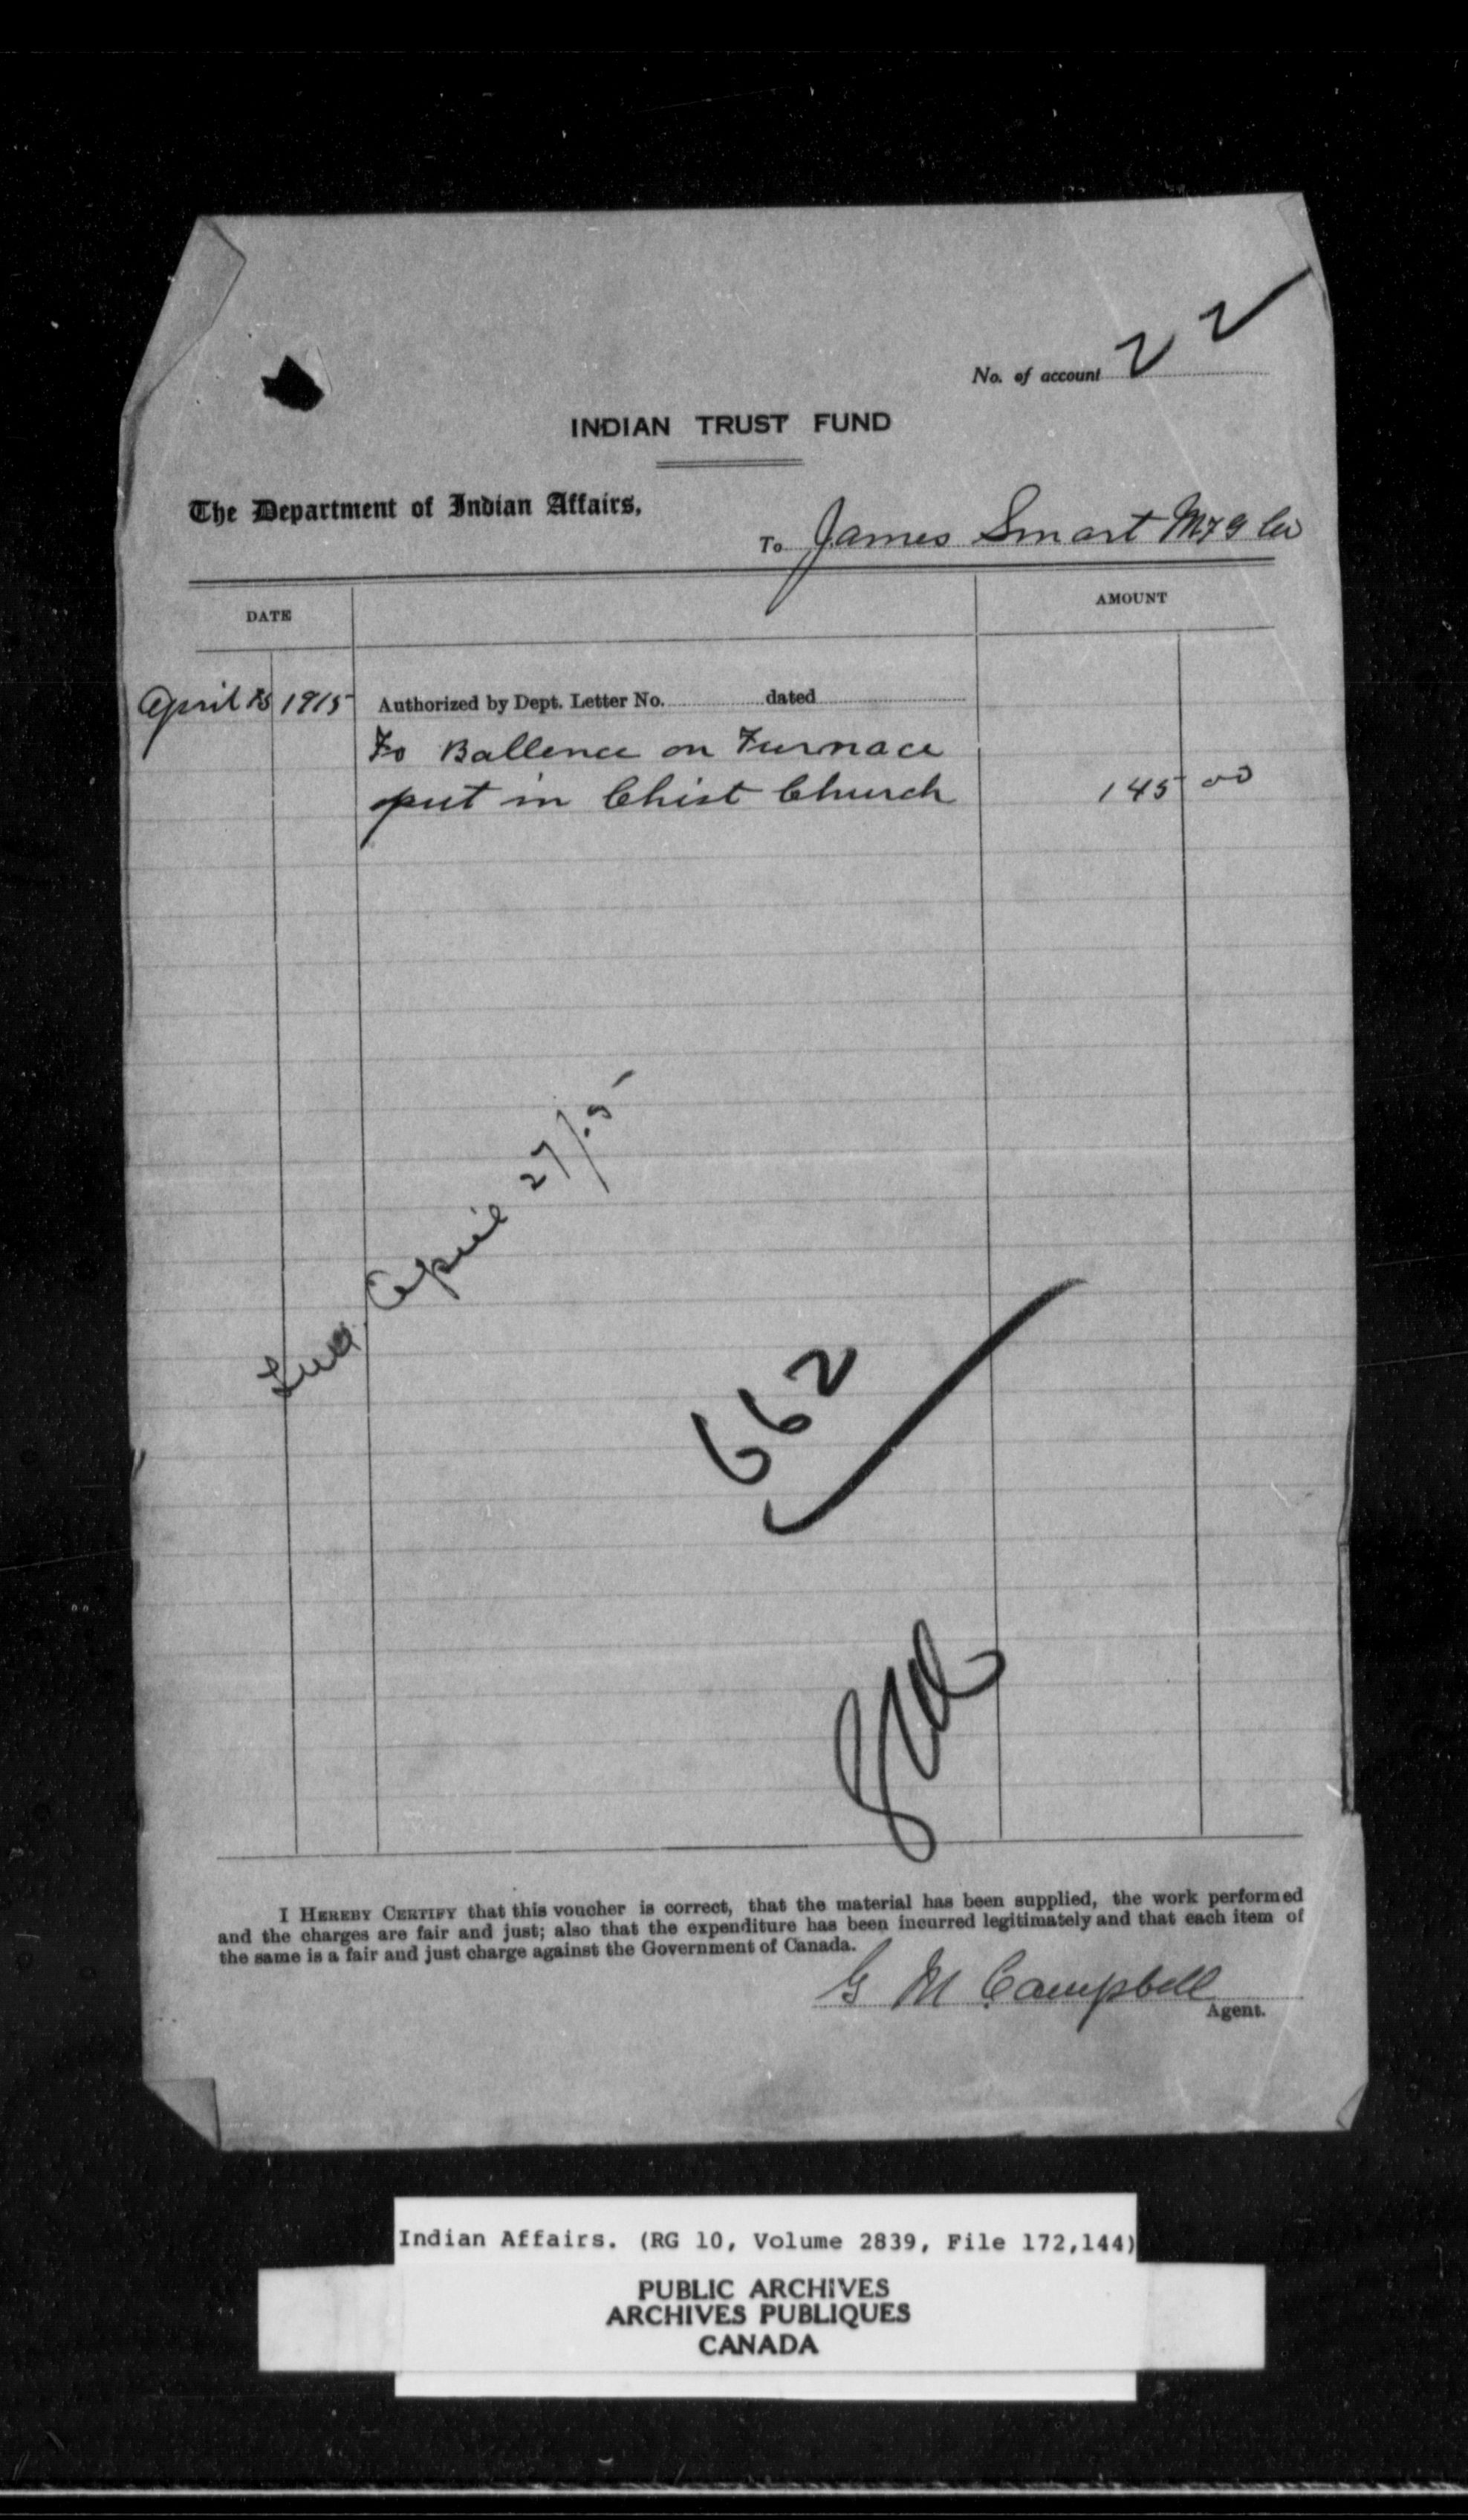 No. of account 22
INDIAN TRUST FUND
The Department of Indian Affairs,
To James Smart Mfg Co
DATE
AMOUNT
April 1915 Authorized by Dept. Letter No. dated
To Ballence on Furnace
put in Chist Church 145 00
April 27/15
662
I HEREBY CERTIFY that this voucher is correct, that the material has been supplied, the work performed
and the charges are fair and just; also that the expenditure has been incurred legitimately and that each item of
the same is a fair and just charge against the Government of Canada.
G M Campbell
Agent.
Indian Affairs. (RG 10, Volume 2839, File 172,144)
PUBLIC ARCHIVES
ARCHIVES PUBLIQUES
CANADA